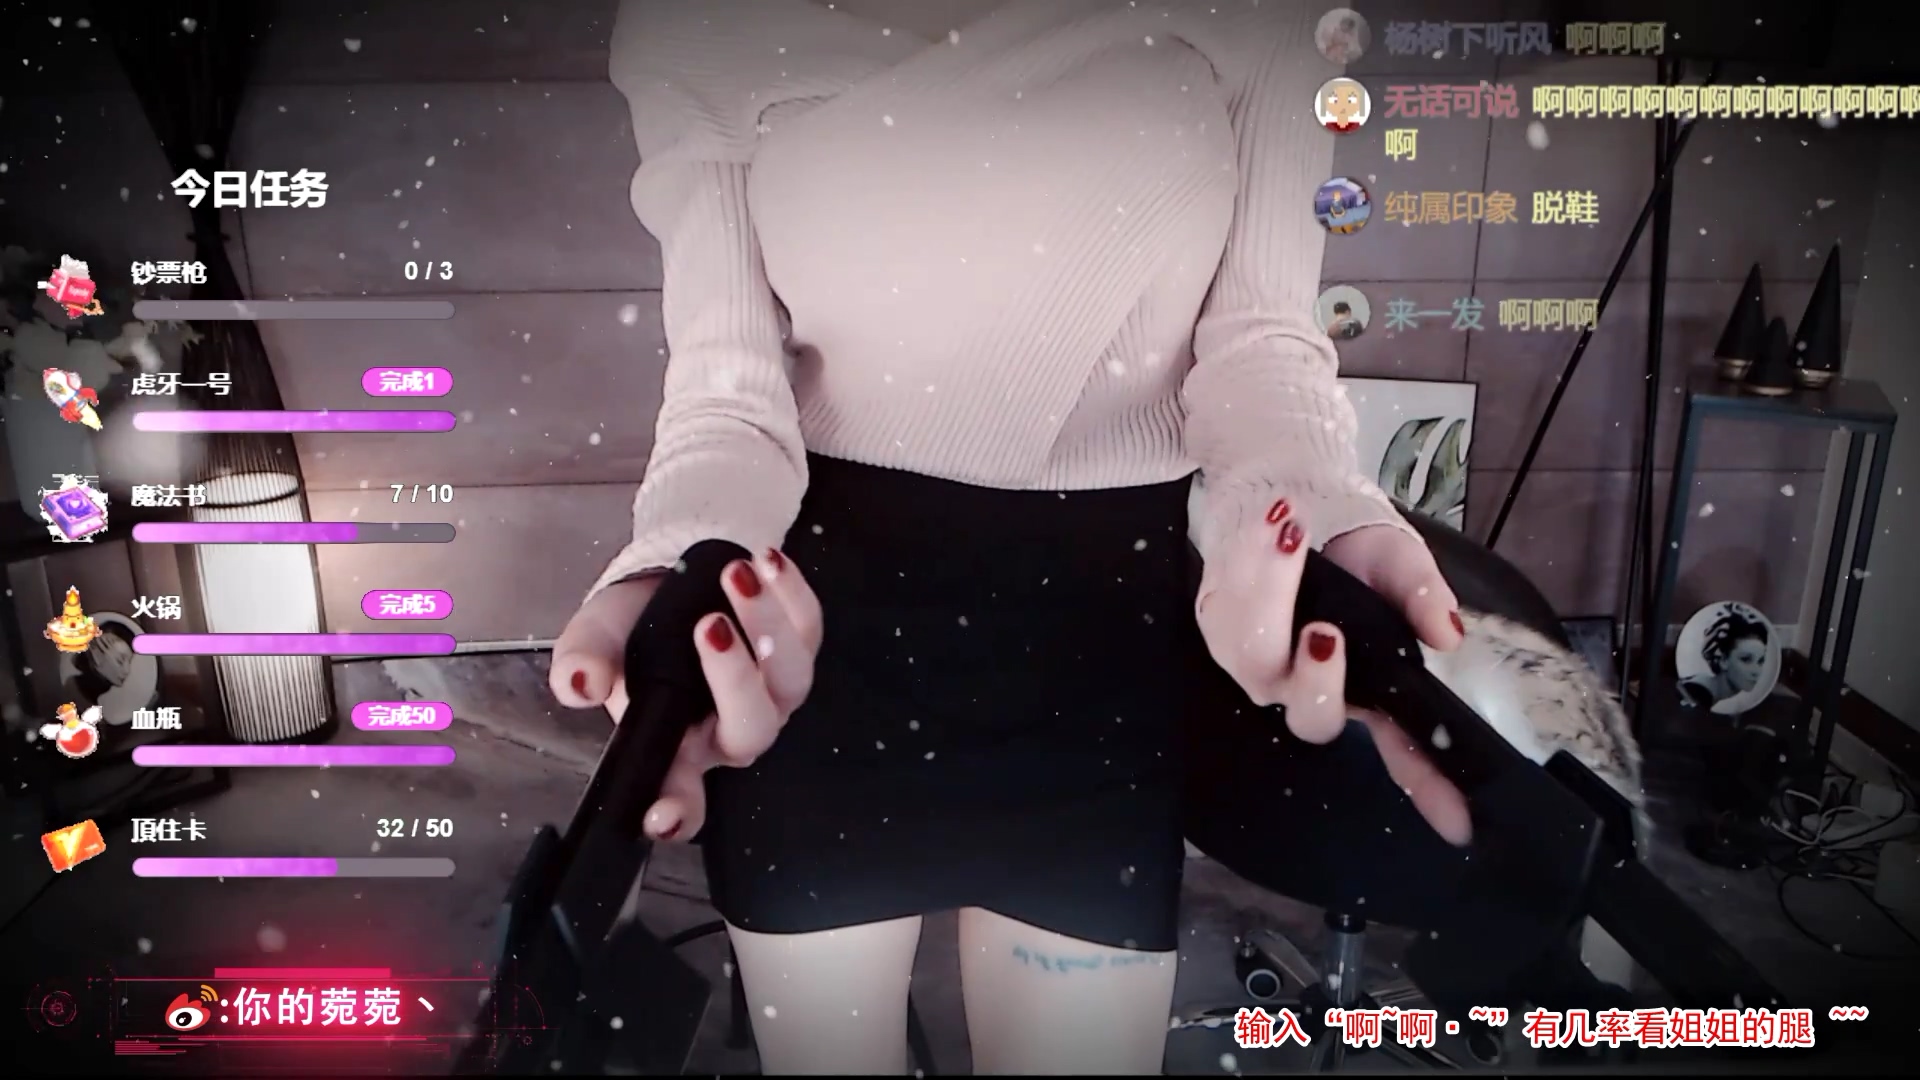 杨树下听风 啊啊啊
无话可说 啊啊啊啊啊啊啊啊啊啊啊啊
啊
纯属印象 脱鞋
来一发 啊啊啊
今日任务
钞票枪 0 / 3
虎牙一号 完成1
魔法书 7 / 10
火锅 完成5
血瓶 完成50
頂住卡 32 / 50
:你的菀菀丶
输入“啊~啊·~”有几率看姐姐的腿 ~~